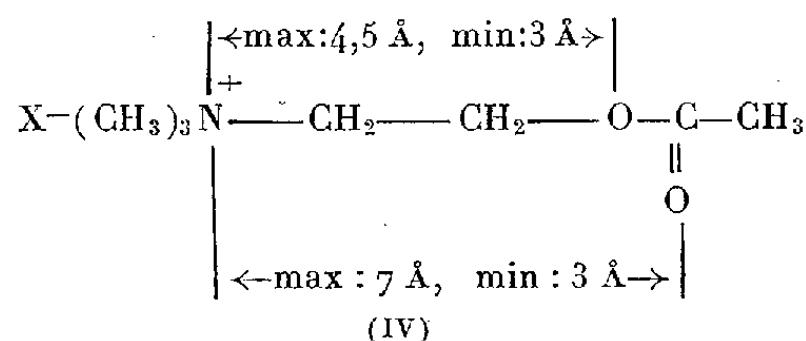 max:4,5 Å, min:3 Å
+
X-(CH₃)₃N—CH₂—CH₂—O—C—CH₃
||
O
max : 7 Å, min : 3 Å
(IV)